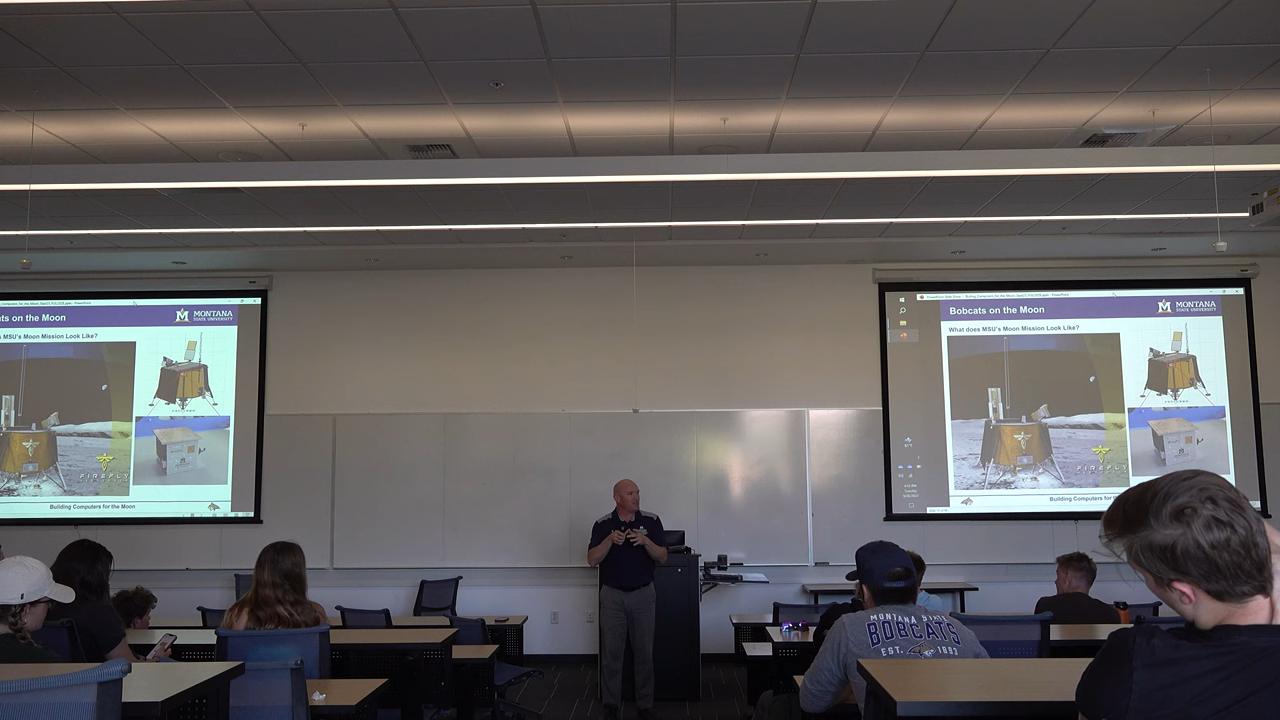 ts on the Moon
MONTANA
STATE UNIVERSITY
MSU's Moon Mission Look Like?
FIREFLY
Building Computers for the Moon
Bobcats on the Moon
MONTANA
STATE UNIVERSITY
What does MSU's Moon Mission Look Like?
FIREFLY
Building Computers for t
MONTANA
BOBCATS
EST. 1893